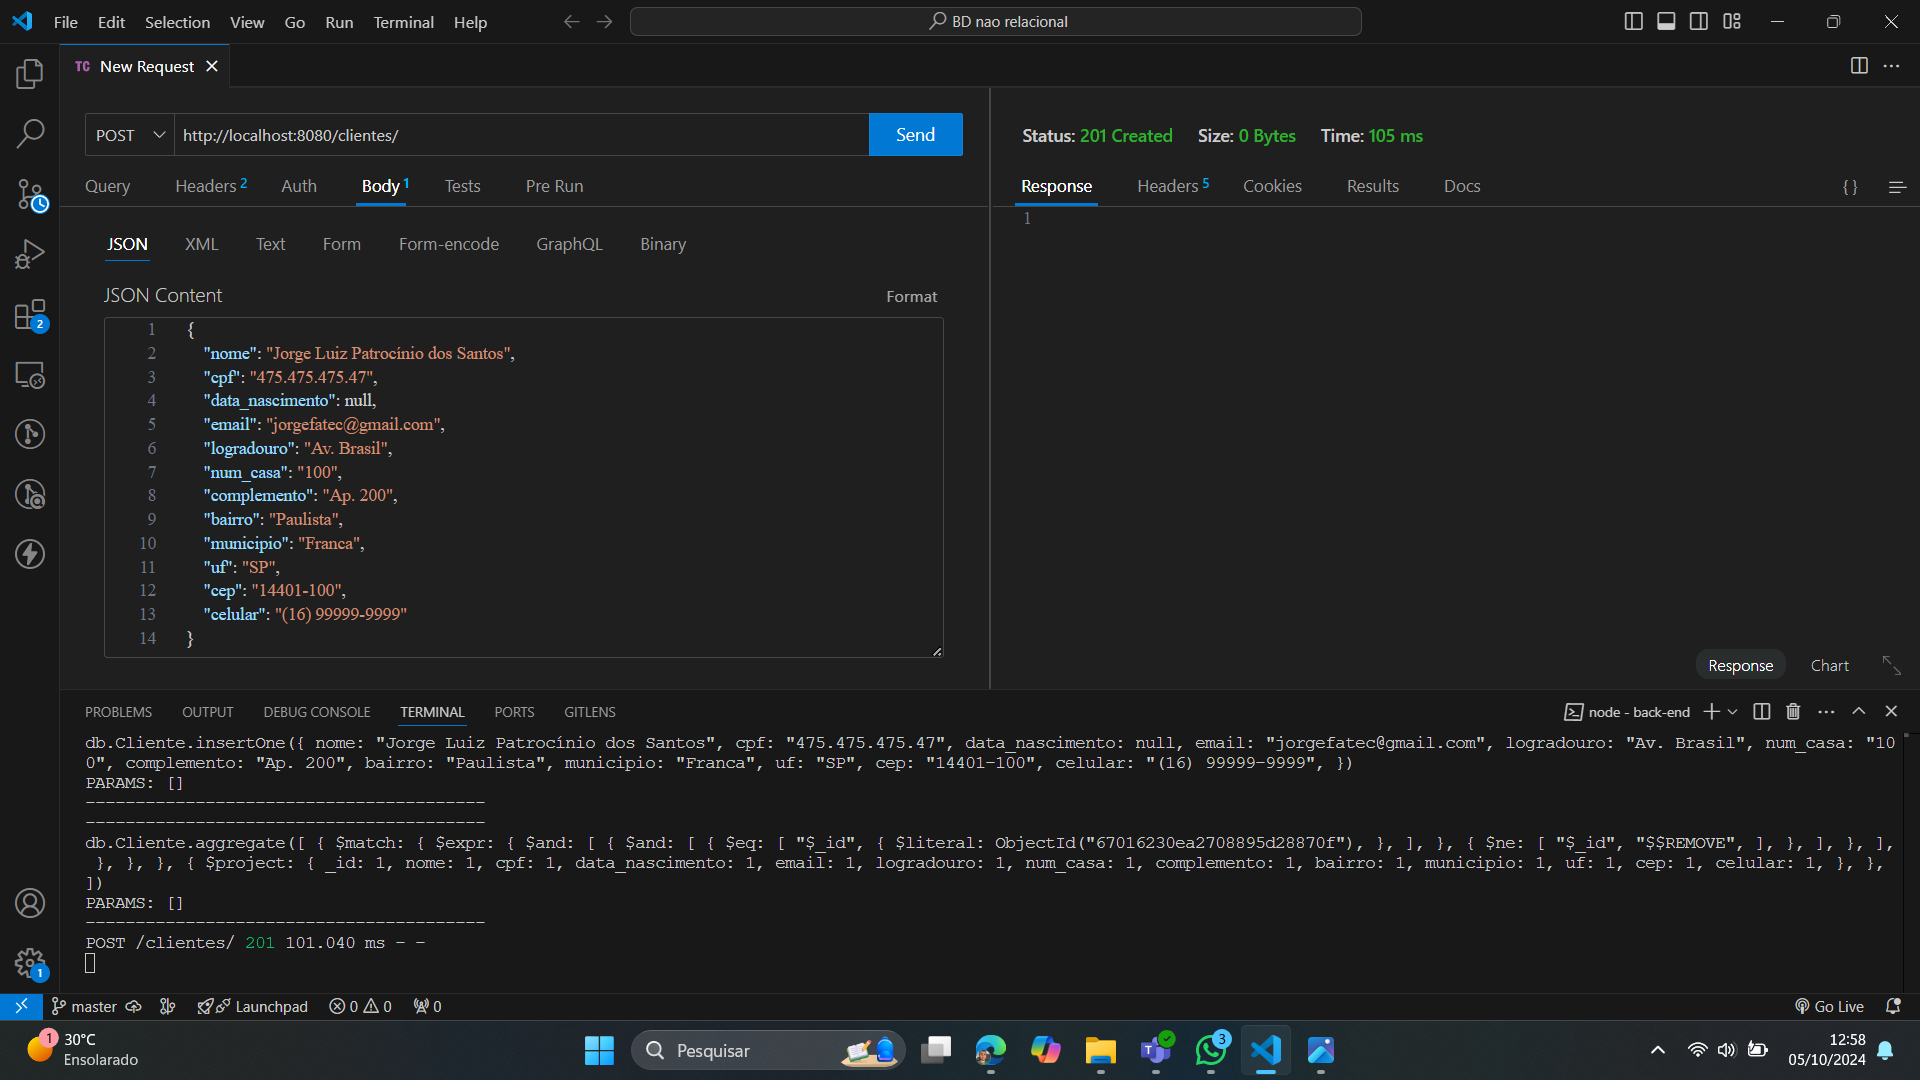 File Edit Selection View Go Run Terminal Help
BD nao relacional
TC New Request
POST http://localhost:8080/clientes/ Send
Query Headers 2 Auth Body 1 Tests Pre Run
JSON XML Text Form Form-encode GraphQL Binary
JSON Content Format
1 {
2 "nome": "Jorge Luiz Patrocínio dos Santos",
3 "cpf": "475.475.475.47",
4 "data_nascimento": null,
5 "email": "jorgefatec@gmail.com",
6 "logradouro": "Av. Brasil",
7 "num_casa": "100",
8 "complemento": "Ap. 200",
9 "bairro": "Paulista",
10 "municipio": "Franca",
11 "uf": "SP",
12 "cep": "14401-100",
13 "celular": "(16) 99999-9999"
14 }
Status: 201 Created Size: 0 Bytes Time: 105 ms
Response Headers 5 Cookies Results Docs { }
1
Response Chart
PROBLEMS OUTPUT DEBUG CONSOLE TERMINAL PORTS GITLENS
node - back-end
db.Cliente.insertOne({ nome: "Jorge Luiz Patrocínio dos Santos", cpf: "475.475.475.47", data_nascimento: null, email: "jorgefatec@gmail.com", logradouro: "Av. Brasil", num_casa: "10
0", complemento: "Ap. 200", bairro: "Paulista", municipio: "Franca", uf: "SP", cep: "14401-100", celular: "(16) 99999-9999", })
PARAMS: []
----------------------------------------
----------------------------------------
db.Cliente.aggregate([ { $match: { $expr: { $and: [ { $and: [ { $eq: [ "$_id", { $literal: ObjectId("67016230ea2708895d28870f"), }, ], }, { $ne: [ "$_id", "$$REMOVE", ], }, ], }, ],
}, }, }, { $project: { _id: 1, nome: 1, cpf: 1, data_nascimento: 1, email: 1, logradouro: 1, num_casa: 1, complemento: 1, bairro: 1, municipio: 1, uf: 1, cep: 1, celular: 1, }, },
])
PARAMS: []
----------------------------------------
POST /clientes/ 201 101.040 ms - -
2
1
master Launchpad 0 0 0 Go Live
1 30°C
Ensolarado
Pesquisar
3
12:58
05/10/2024